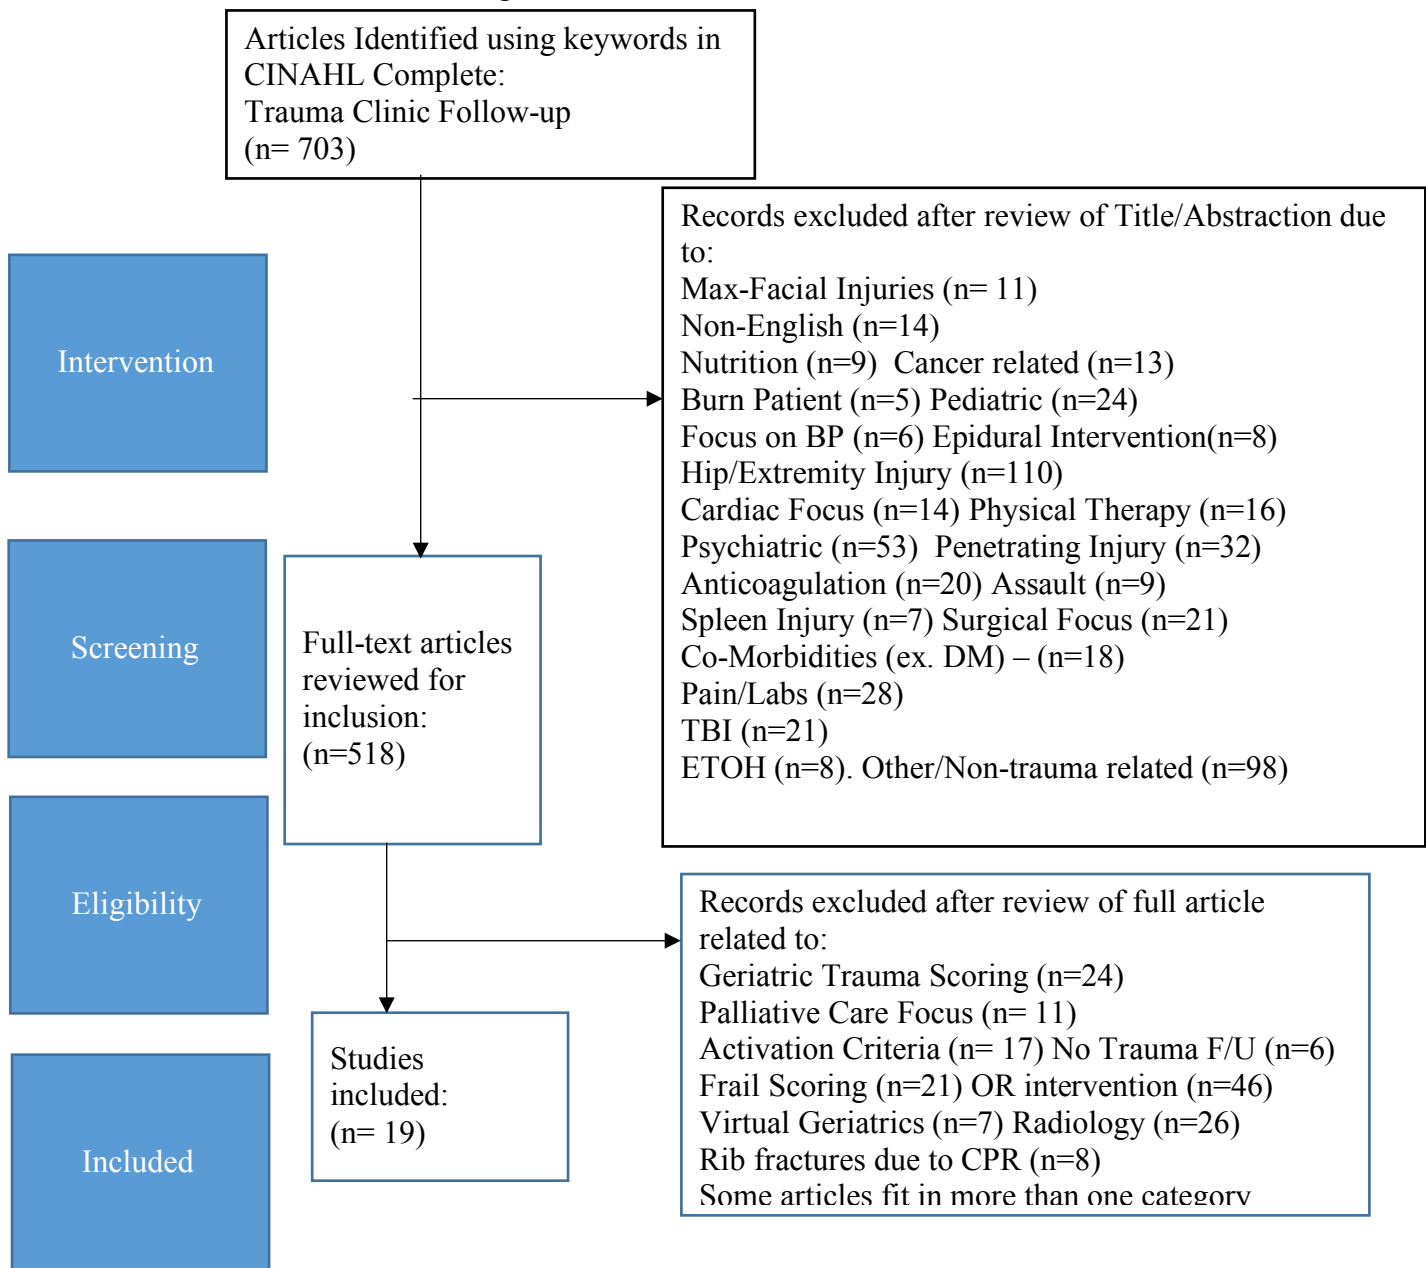 Articles Identified using keywords in
CINAHL Complete:
Trauma Clinic Follow-up
(n= 703)
Records excluded after review of Title/Abstraction due
to:
Max-Facial Injuries (n= 11)
Non-English (n=14)
Nutrition (n=9)  Cancer related (n=13)
Burn Patient (n=5) Pediatric (n=24)
Focus on BP (n=6) Epidural Intervention(n=8)
Hip/Extremity Injury (n=110)
Cardiac Focus (n=14) Physical Therapy (n=16)
Psychiatric (n=53)  Penetrating Injury (n=32)
Anticoagulation (n=20) Assault (n=9)
Spleen Injury (n=7) Surgical Focus (n=21)
Co-Morbidities (ex. DM) – (n=18)
Pain/Labs (n=28)
TBI (n=21)
ETOH (n=8). Other/Non-trauma related (n=98)
Intervention
Screening
Full-text articles
reviewed for
inclusion:
(n=518)
Eligibility
Records excluded after review of full article
related to:
Geriatric Trauma Scoring (n=24)
Palliative Care Focus (n= 11)
Activation Criteria (n= 17) No Trauma F/U (n=6)
Frail Scoring (n=21) OR intervention (n=46)
Virtual Geriatrics (n=7) Radiology (n=26)
Rib fractures due to CPR (n=8)
Some articles fit in more than one category
Studies
included:
(n= 19)
Included